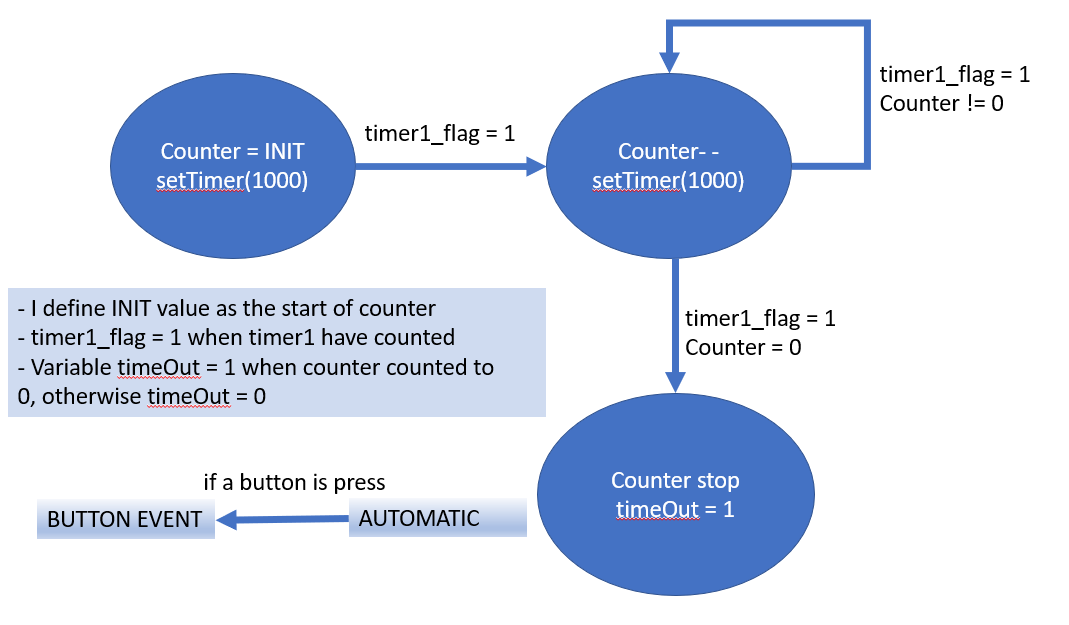 timer1_flag = 1
Counter != 0
Counter = INIT
setTimer(1000)
timer1_flag = 1
Counter- -
setTimer(1000)
- I define INIT value as the start of counter
- timer1_flag = 1 when timer1 have counted
- Variable timeOut = 1 when counter counted to
0, otherwise timeOut = 0
timer1_flag = 1
Counter = 0
if a button is press
BUTTON EVENT
AUTOMATIC
Counter stop
timeOut = 1